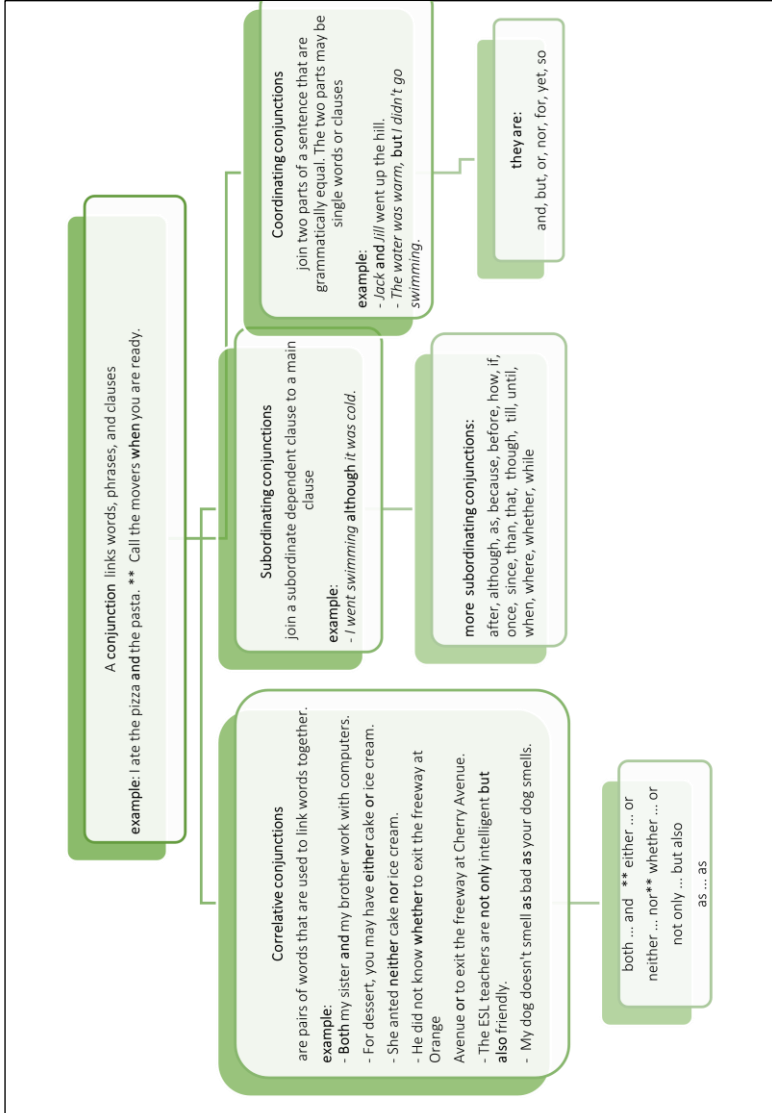 A conjunction links words, phrases, and clauses
example: I ate the pizza and the pasta. ** Call the movers when you are ready.
Correlative conjunctions
are pairs of words that are used to link words together.
example:
- Both my sister and my brother work with computers.
- For dessert, you may have either cake or ice cream.
- She anted neither cake nor ice cream.
- He did not know whether to exit the freeway at
Orange
Avenue or to exit the freeway at Cherry Avenue.
- The ESL teachers are not only intelligent but
also friendly.
- My dog doesn't smell as bad as your dog smells.
both ... and ** either ... or
neither ... nor** whether ... or
not only ... but also
as ... as
Subordinating conjunctions
join a subordinate dependent clause to a main
clause
example:
- I went swimming although it was cold.
more subordinating conjunctions:
after, although, as, because, before, how, if,
once, since, than, that, though, till, until,
when, where, whether, while
Coordinating conjunctions
join two parts of a sentence that are
grammatically equal. The two parts may be
single words or clauses
example:
- Jack and Jill went up the hill.
- The water was warm, but I didn't go
swimming.
they are:
and, but, or, nor, for, yet, so